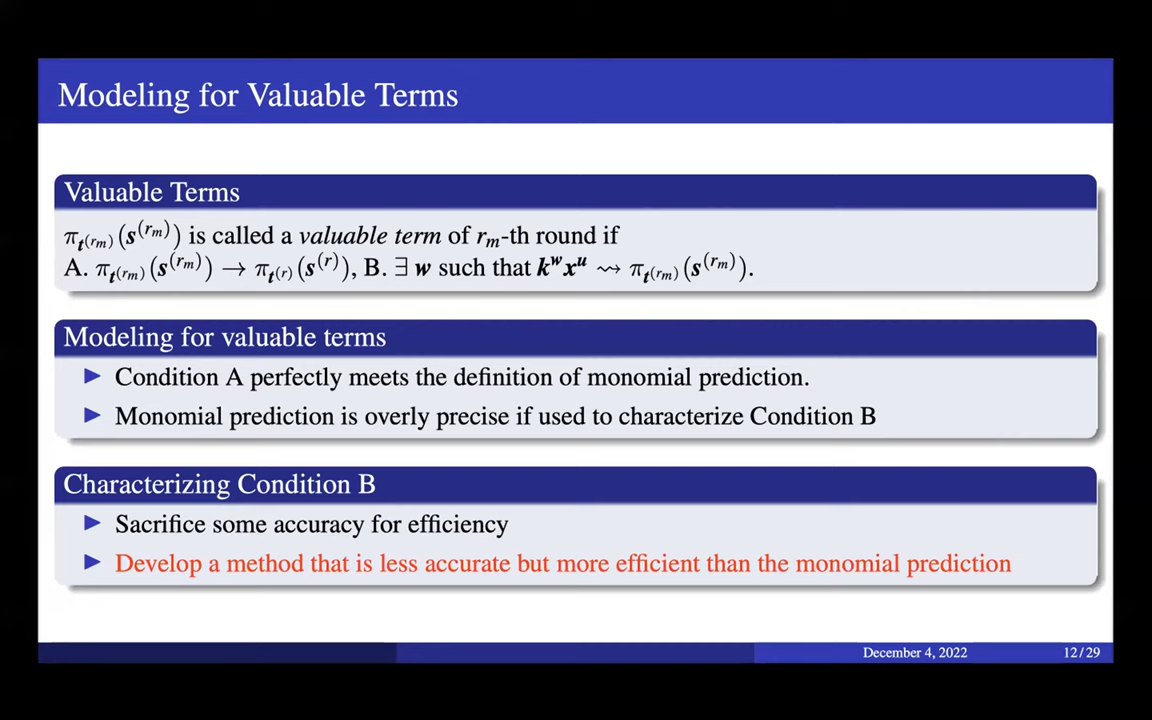 Modeling for Valuable Terms
Valuable Terms
π_{t^{(r_m)}}(s^{(r_m)}) is called a valuable term of r_m-th round if
A. π_{t^{(r_m)}}(s^{(r_m)}) → π_{t^{(r)}}(s^{(r)}), B. ∃ w such that k^w x^u ⇝ π_{t^{(r_m)}}(s^{(r_m)}).
Modeling for valuable terms
▶ Condition A perfectly meets the definition of monomial prediction.
▶ Monomial prediction is overly precise if used to characterize Condition B
Characterizing Condition B
▶ Sacrifice some accuracy for efficiency
▶ Develop a method that is less accurate but more efficient than the monomial prediction
December 4, 2022 12 / 29